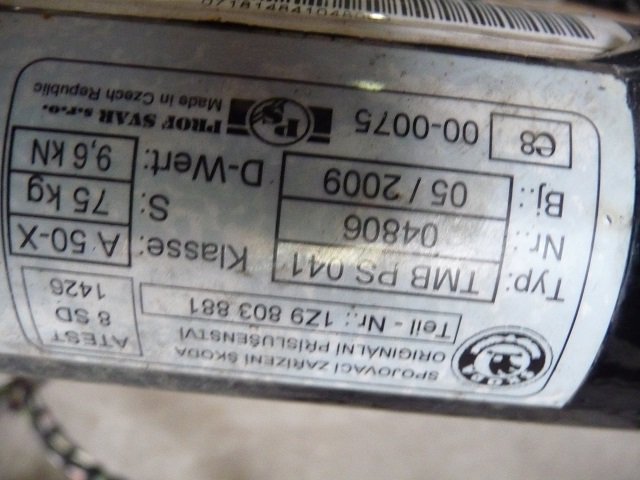 SPOJOVACÍ ZAŘÍZENÍ ŠKODA
ORIGINÁLNÍ PŘÍSLUŠENSTVÍ
ŠKODA
Teil - Nr.: 1Z9 803 881
ATEST
8 SD
1426
Typ: TMB PS 041
Klasse: A 50-X
Nr.: 04806
S: 75 kg
Bj.: 05 / 2009
D-Wert: 9,6 kN
e8 00-0075
PS
PROF SVAR s.r.o.
Made in Czech Republic